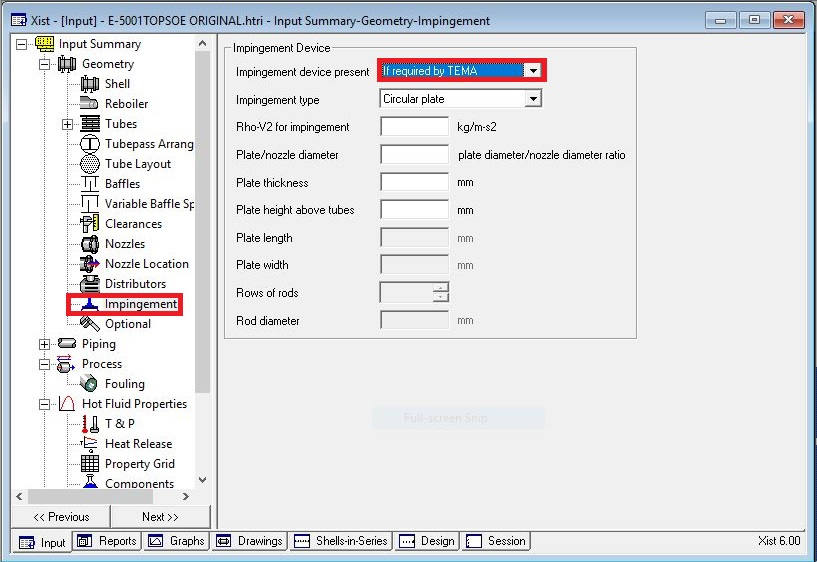 Xist - [Input] - E-5001TOPSOE ORIGINAL.htri - Input Summary-Geometry-Impingement
Input Summary
Geometry
Shell
Reboiler
Tubes
Tubepass Arrang
Tube Layout
Baffles
Variable Baffle Sp
Clearances
Nozzles
Nozzle Location
Distributors
Impingement
Optional
Piping
Process
Fouling
Hot Fluid Properties
T & P
Heat Release
Property Grid
Components
<< Previous Next >>
Impingement Device
Impingement device present If required by TEMA
Impingement type Circular plate
Rho-V2 for impingement kg/m-s2
Plate/nozzle diameter plate diameter/nozzle diameter ratio
Plate thickness mm
Plate height above tubes mm
Plate length mm
Plate width mm
Rows of rods
Rod diameter mm
Full-screen Snip
Input Reports Graphs Drawings Shells-in-Series Design Session Xist 6.00